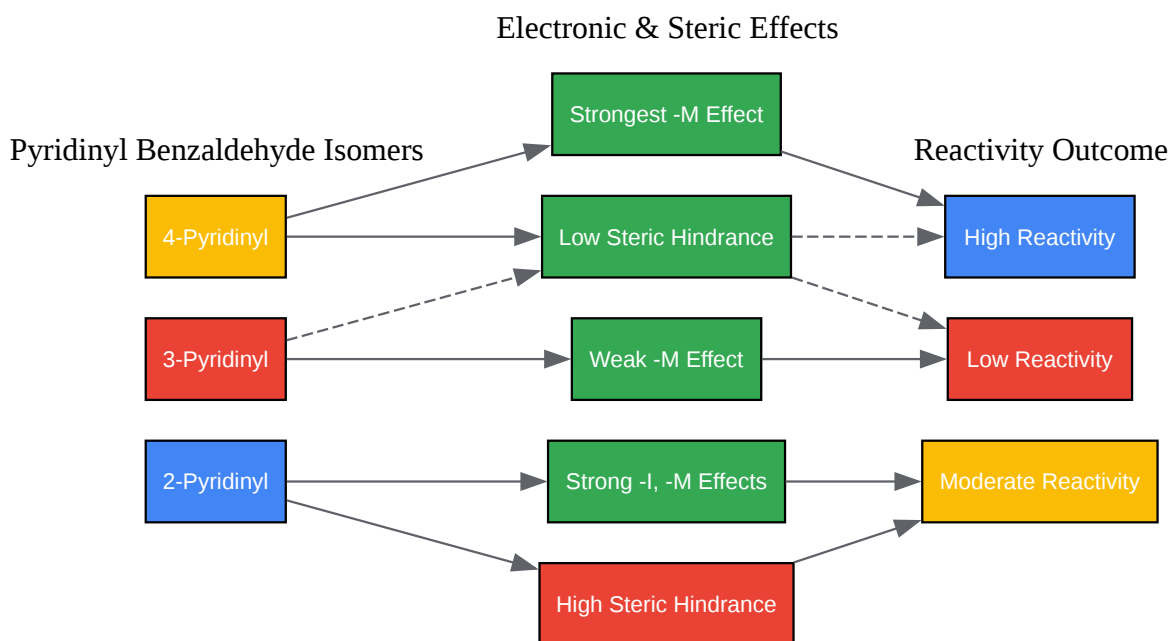 Electronic & Steric Effects
Strongest -M Effect
Pyridinyl Benzaldehyde Isomers
Reactivity Outcome
4-Pyridinyl
Low Steric Hindrance
High Reactivity
3-Pyridinyl
Weak -M Effect
Low Reactivity
2-Pyridinyl
Strong -I, -M Effects
Moderate Reactivity
High Steric Hindrance